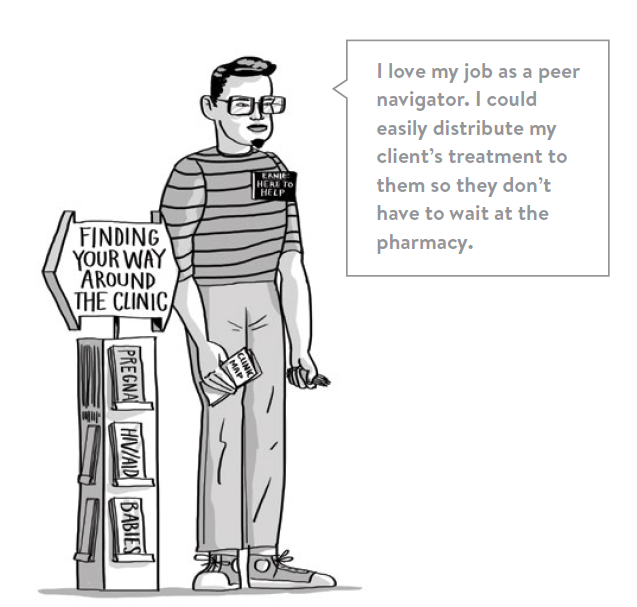 I love my job as a peer
navigator. I could
easily distribute my
client’s treatment to
them so they don’t
have to wait at the
pharmacy.
ERNIE:
HERE TO
HELP
FINDING
YOUR WAY
AROUND
THE CLINIC
CLINIC
MAP
PREGNA
HIV/AID
BABIES